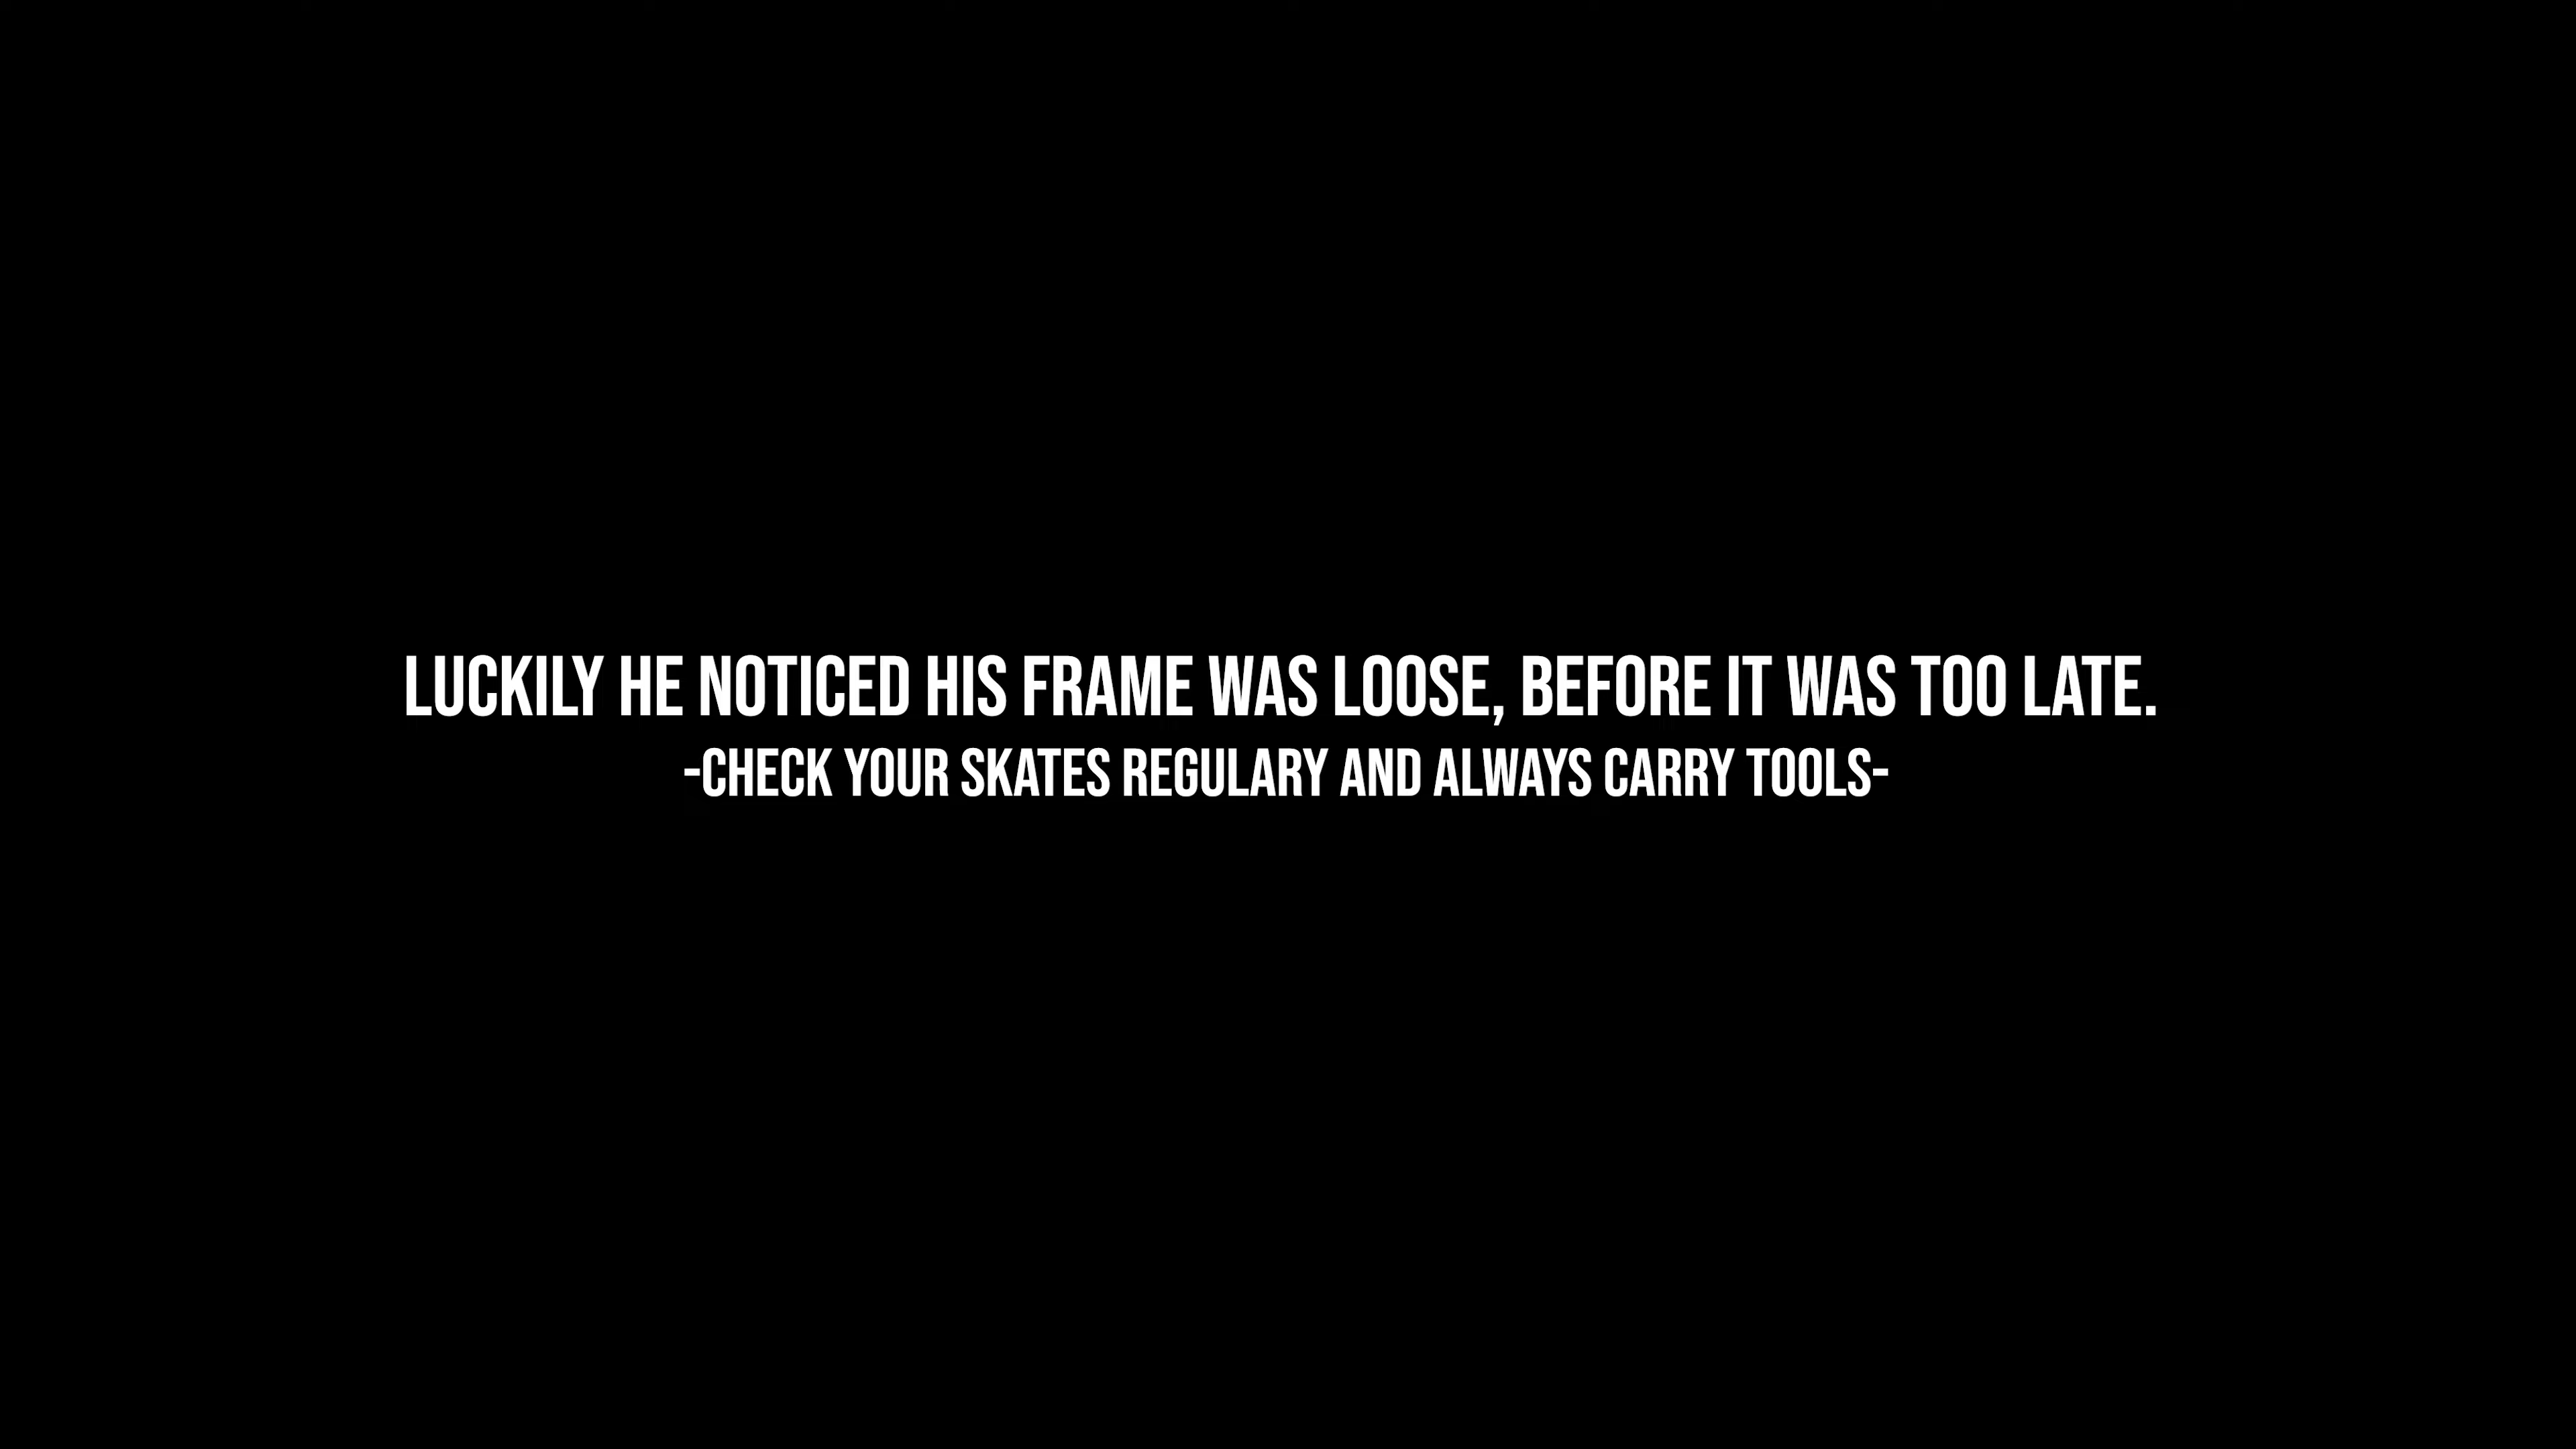 LUCKILY HE NOTICED HIS FRAME WAS LOOSE, BEFORE IT WAS TOO LATE.
-CHECK YOUR SKATES REGULARY AND ALWAYS CARRY TOOLS-